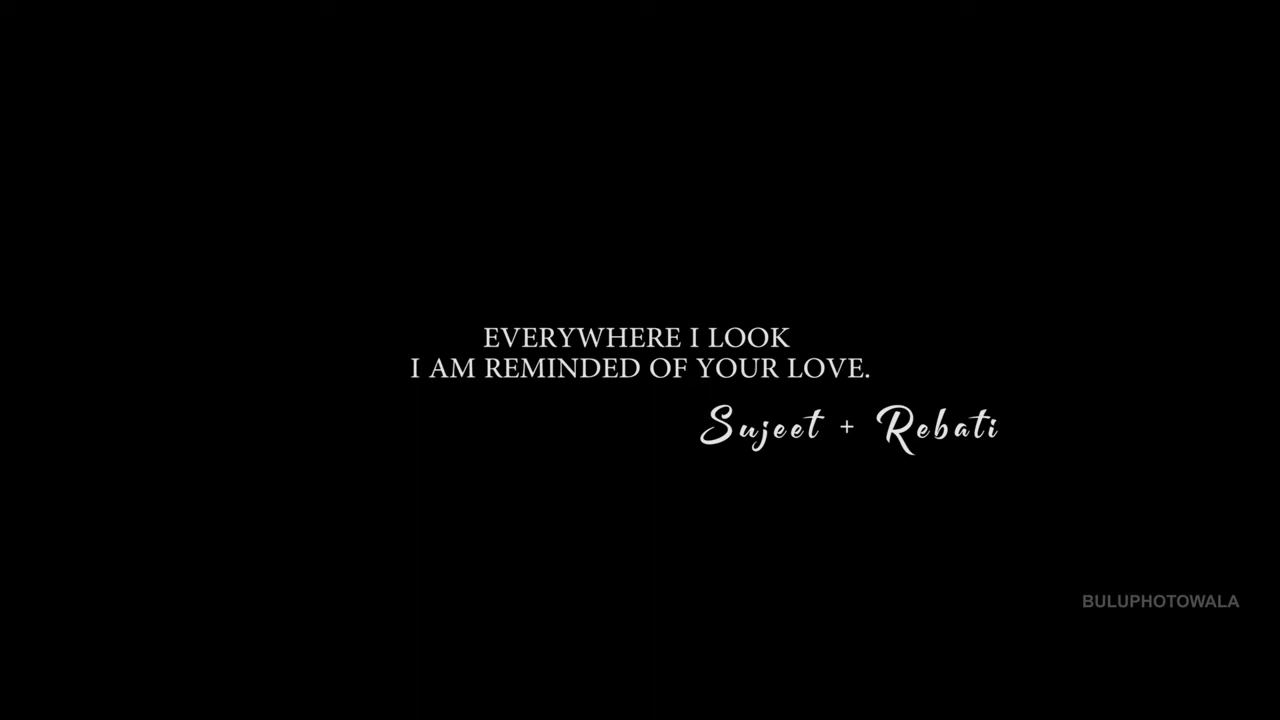 EVERYWHERE I LOOK
I AM REMINDED OF YOUR LOVE.
Sujeet + Rebati
BULUPHOTOWALA